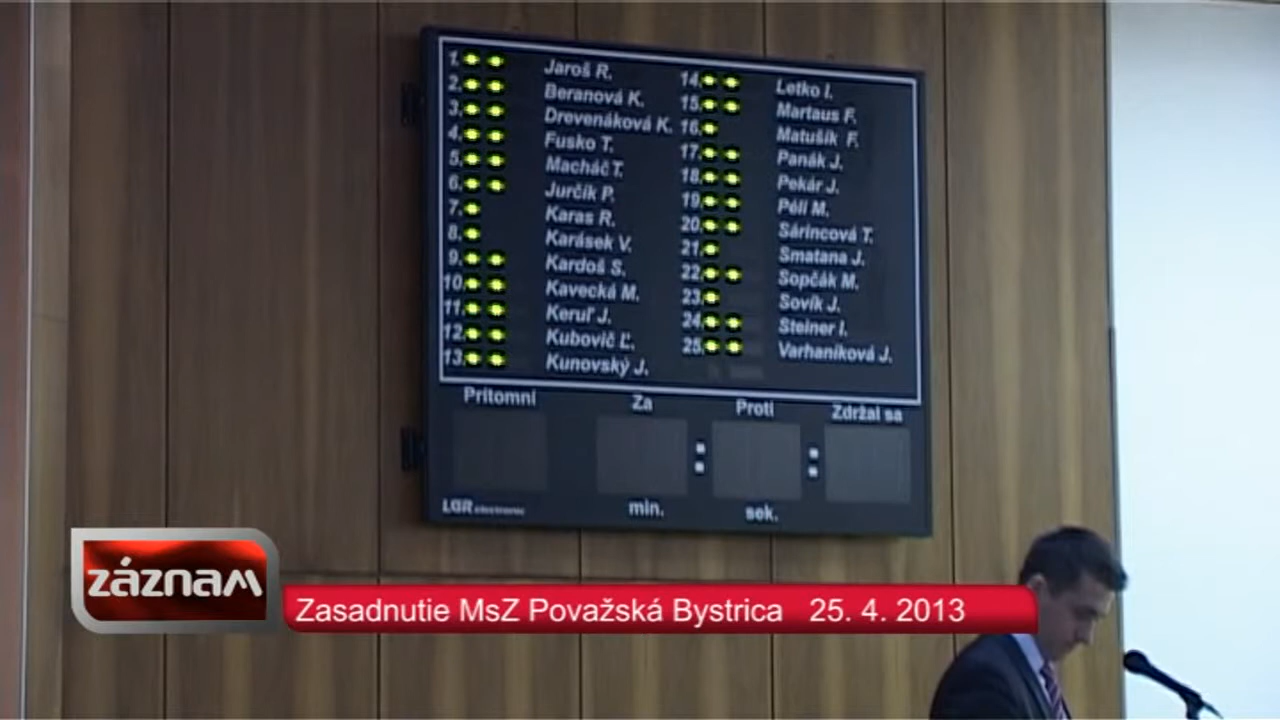 1. Jaroš R.
2. Beranová K.
3. Drevenáková K.
4. Fusko T.
5. Macháč T.
6. Jurčík P.
7. Karas R.
8. Karásek V.
9. Kardoš S.
10. Kavecká M.
11. Keruľ J.
12. Kubovič Ľ.
13. Kunovský J.
14. Letko I.
15. Martaus F.
16. Matušík F.
17. Panák J.
18. Pekár J.
19. Péli M.
20. Sárincová T.
21. Smatana J.
22. Sopčák M.
23. Sovík J.
24. Steiner I.
25. Varhaníková J.
Prítomní Za Proti Zdržal sa
: :
LGR electronic min. sek.
záznam
Zasadnutie MsZ Považská Bystrica 25. 4. 2013